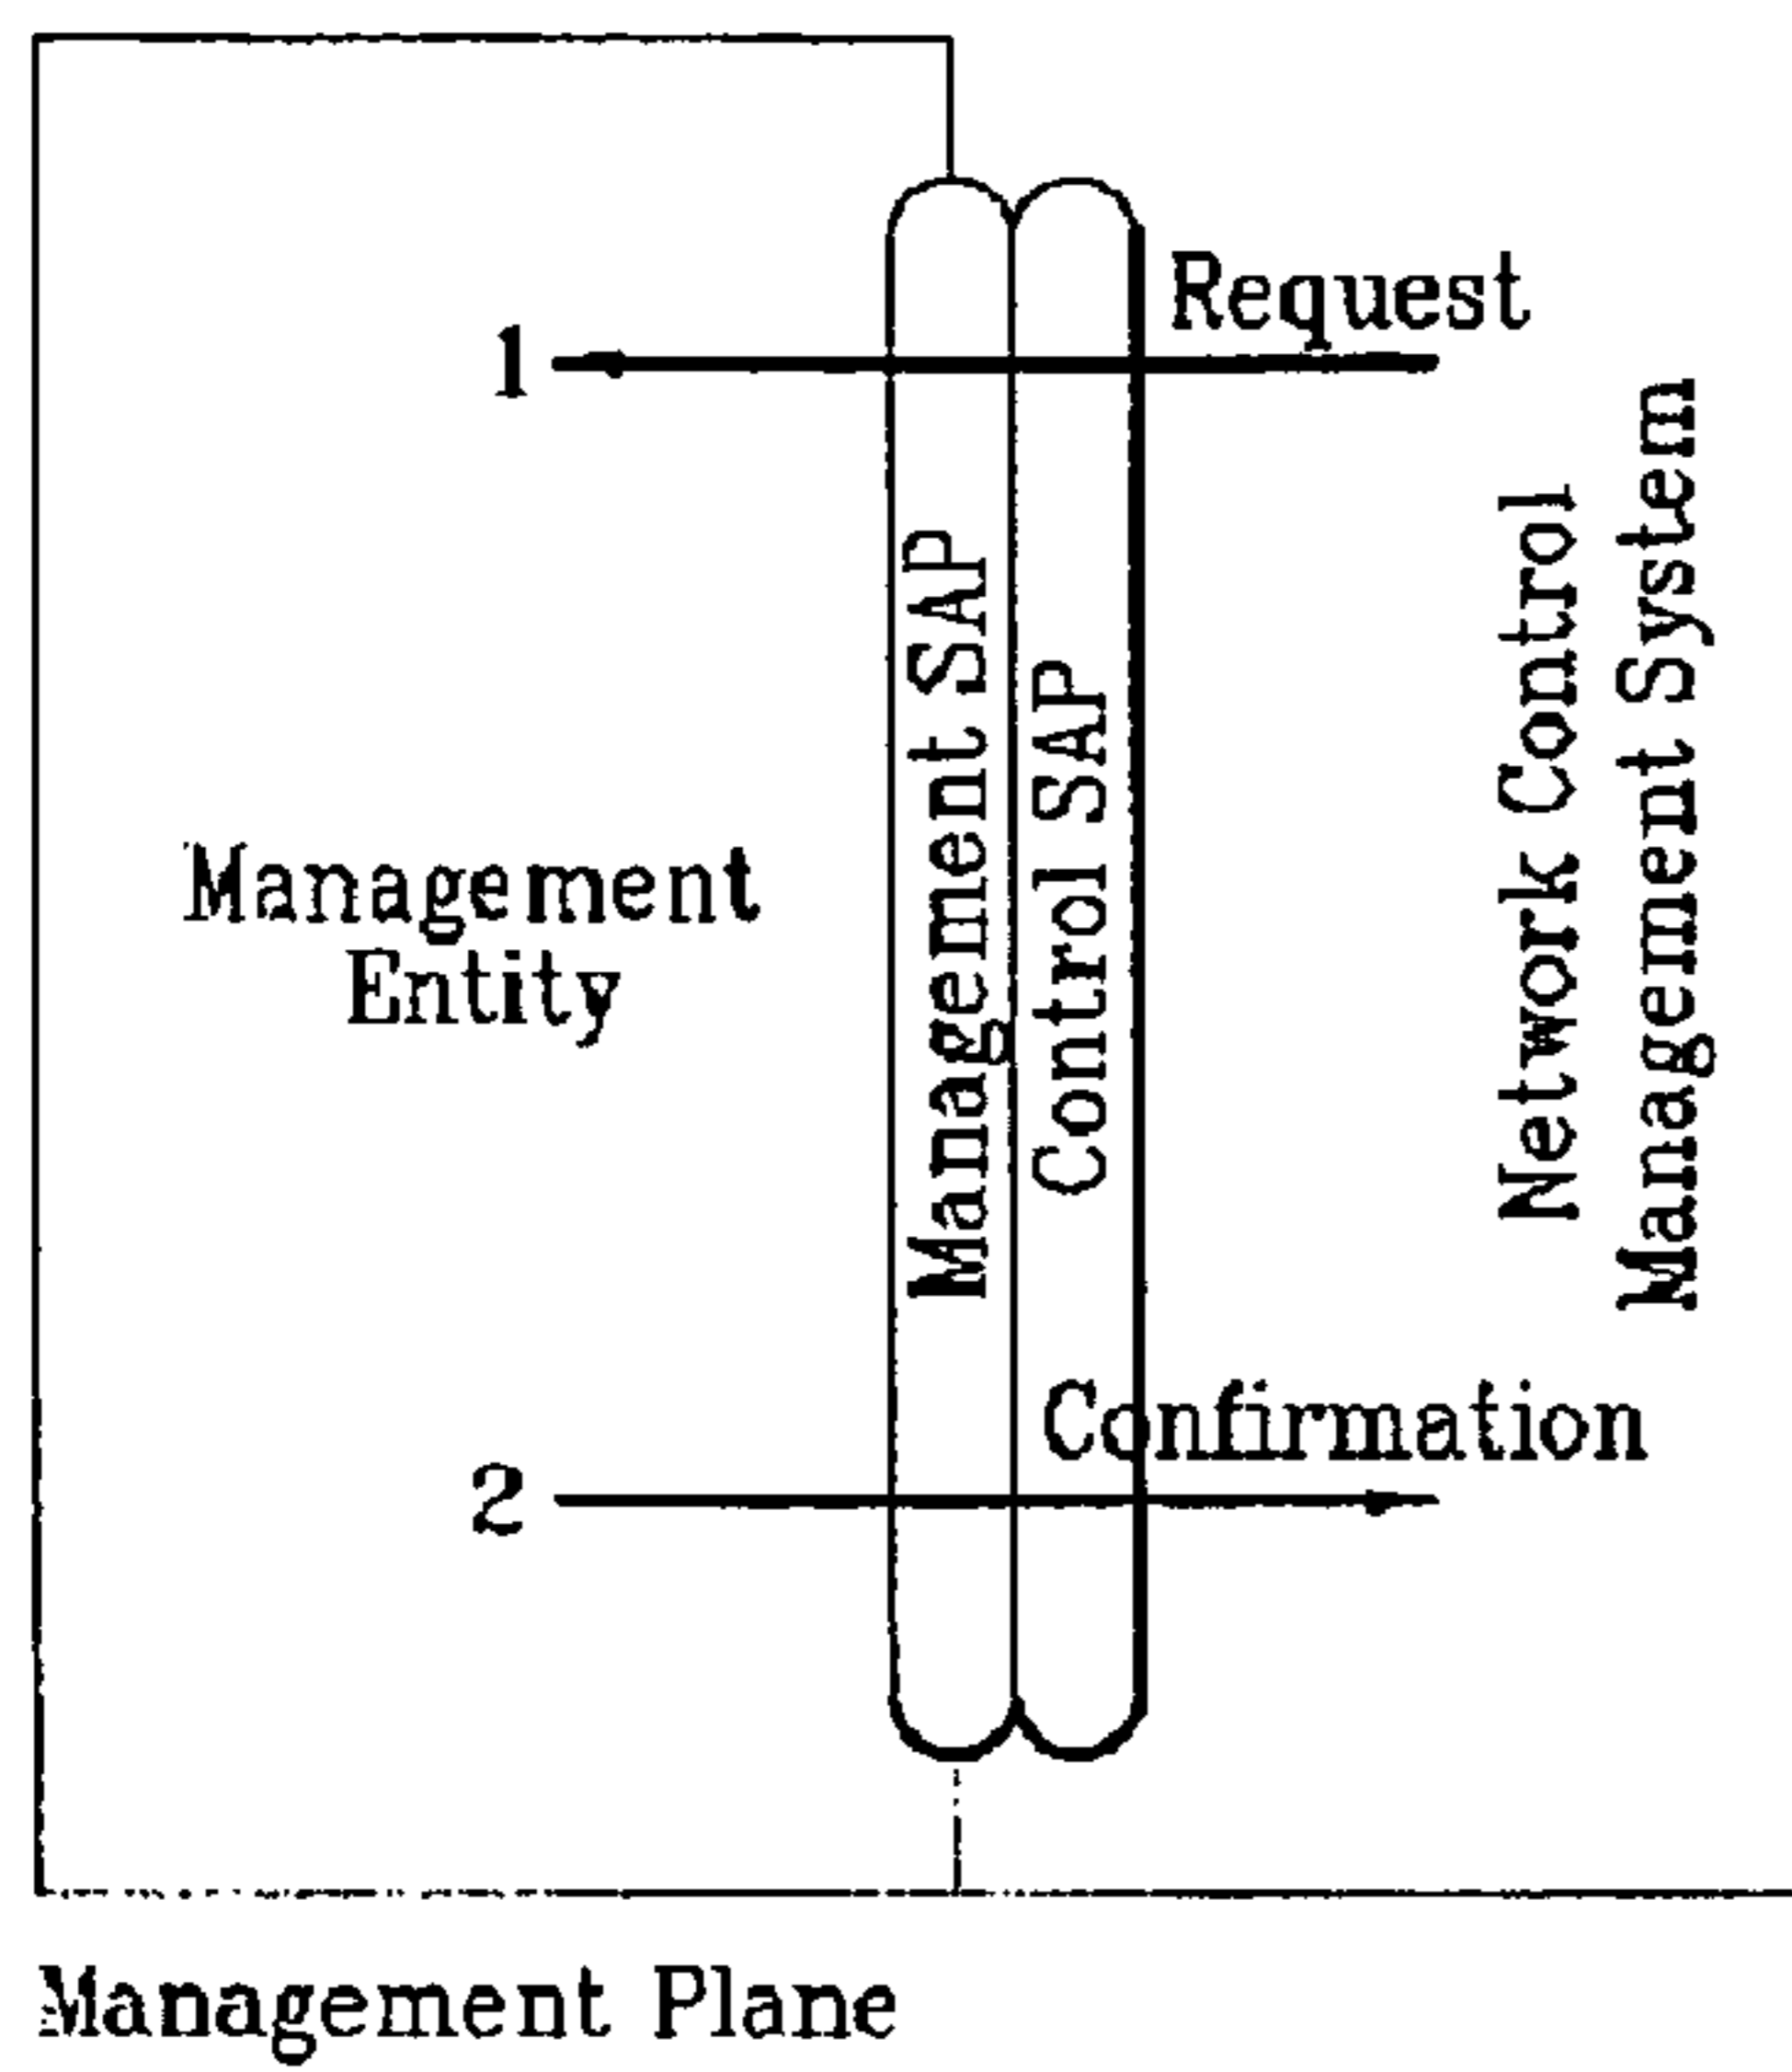 Request
1
Management SAP
Control SAP
Network Control
Management System
Management
Entity
Confirmation
2
Management Plane